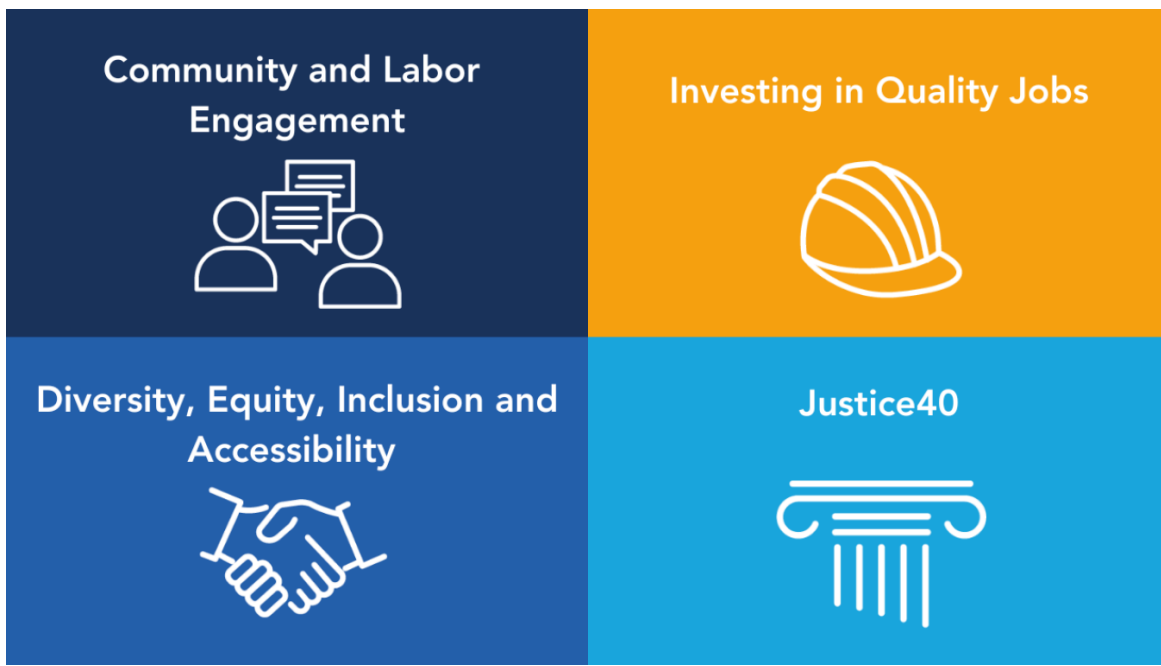 Community and Labor
Engagement
Investing in Quality Jobs
Diversity, Equity, Inclusion and
Accessibility
Justice40